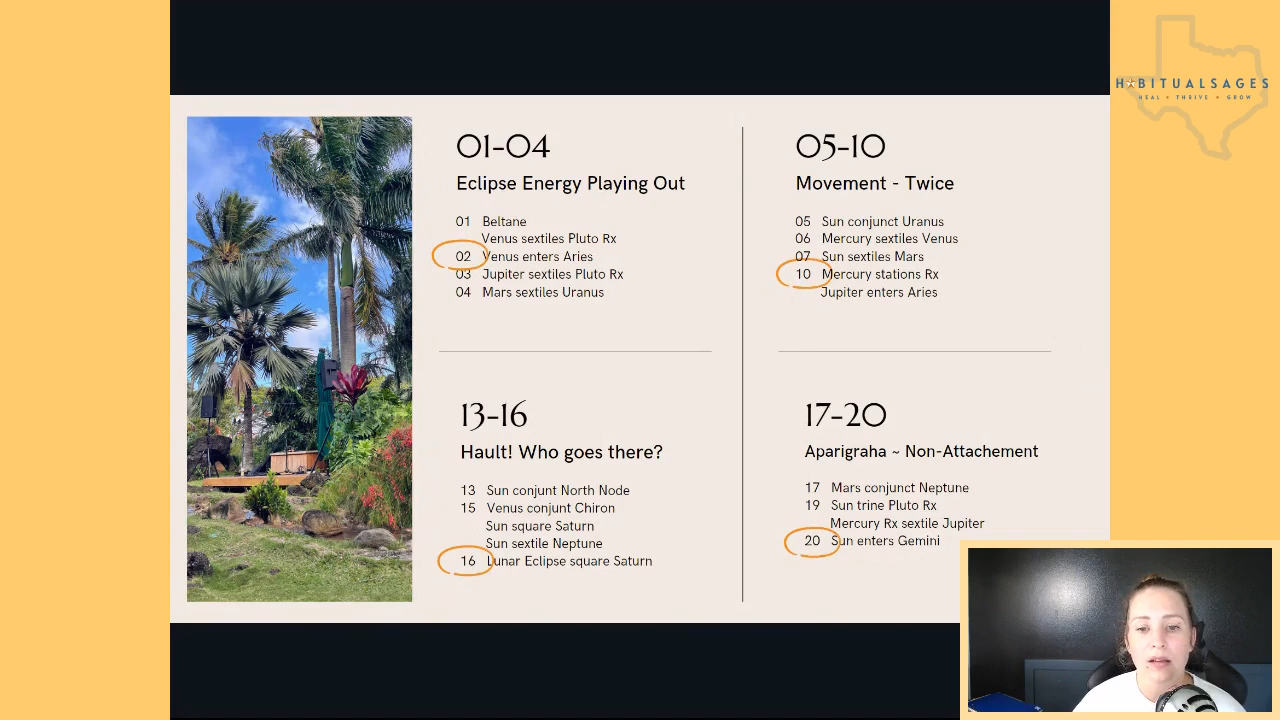 H☆BITUALSAGES
HEAL • THRIVE • GROW
01-04
Eclipse Energy Playing Out
01 Beltane
Venus sextiles Pluto Rx
02 Venus enters Aries
03 Jupiter sextiles Pluto Rx
04 Mars sextiles Uranus
05-10
Movement - Twice
05 Sun conjunct Uranus
06 Mercury sextiles Venus
07 Sun sextiles Mars
10 Mercury stations Rx
Jupiter enters Aries
13-16
Hault! Who goes there?
13 Sun conjunt North Node
15 Venus conjunt Chiron
Sun square Saturn
Sun sextile Neptune
16 Lunar Eclipse square Saturn
17-20
Aparigraha ~ Non-Attachement
17 Mars conjunct Neptune
19 Sun trine Pluto Rx
Mercury Rx sextile Jupiter
20 Sun enters Gemini